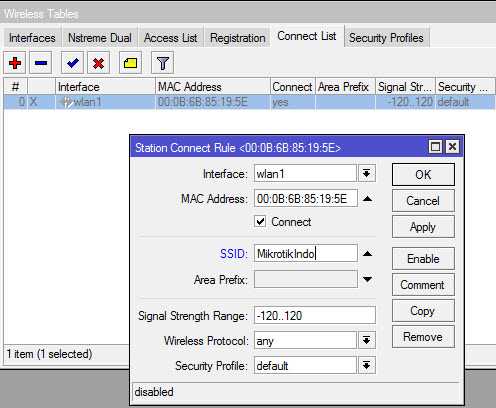 Wireless Tables
Interfaces Nstreme Dual Access List Registration Connect List Security Profiles
# Interface MAC Address Connect Area Prefix Signal Str... Security ...
0 X wlan1 00:0B:6B:85:19:5E yes -120..120 default
Station Connect Rule <00:0B:6B:85:19:5E>
Interface: wlan1
OK
MAC Address: 00:0B:6B:85:19:5E
Cancel
Connect
Apply
SSID: MikrotikIndo
Enable
Area Prefix:
Comment
Copy
Signal Strength Range: -120..120
Remove
Wireless Protocol: any
Security Profile: default
1 item (1 selected)
disabled